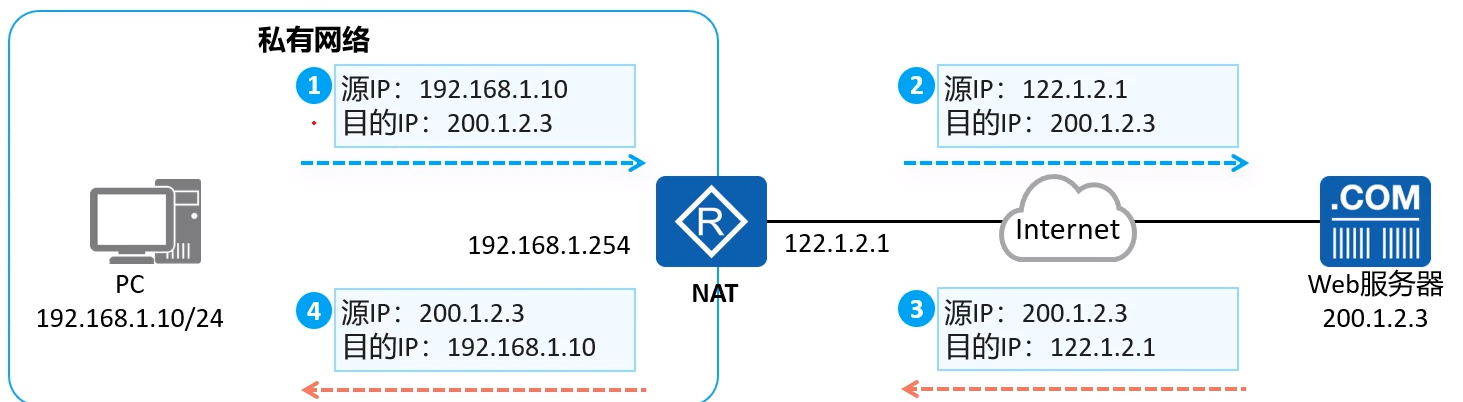 私有网络
1
源IP：192.168.1.10
目的IP：200.1.2.3
2
源IP：122.1.2.1
目的IP：200.1.2.3
R
.COM
192.168.1.254
122.1.2.1
Internet
PC
192.168.1.10/24
NAT
Web服务器
200.1.2.3
4
源IP：200.1.2.3
目的IP：192.168.1.10
3
源IP：200.1.2.3
目的IP：122.1.2.1